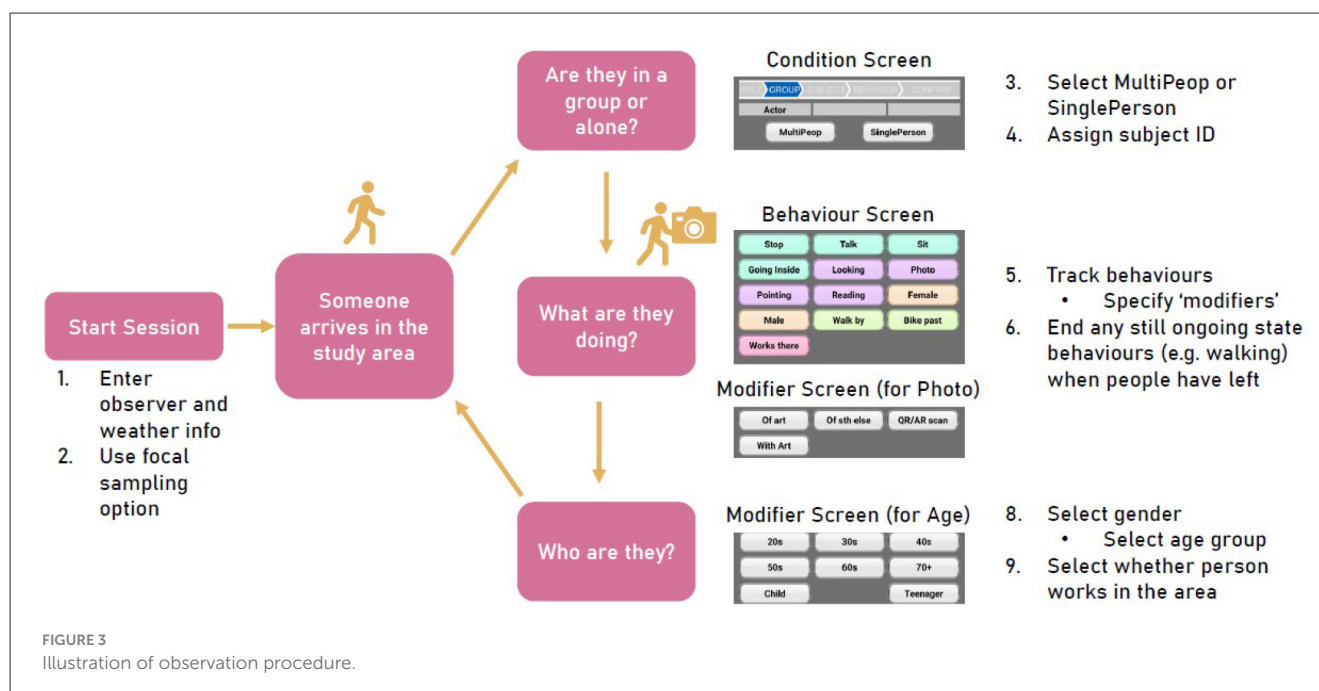 Are they in a
group or
alone?
Condition Screen
ROLE GROUP SUBJECT BEHAVIOR CONFIRM
Actor
MultiPeop SinglePerson
3. Select MultiPeop or
SinglePerson
4. Assign subject ID
Start Session
1. Enter
observer and
weather info
2. Use focal
sampling
option
Someone
arrives in the
study area
What are they
doing?
Behaviour Screen
Stop Talk Sit
Going Inside Looking Photo
Pointing Reading Female
Male Walk by Bike past
Works there
5. Track behaviours
• Specify ‘modifiers’
6. End any still ongoing state
behaviours (e.g. walking)
when people have left
Modifier Screen (for Photo)
Of art Of sth else QR/AR scan
With Art
Who are they?
Modifier Screen (for Age)
20s 30s 40s
50s 60s 70+
Child Teenager
8. Select gender
• Select age group
9. Select whether person
works in the area
FIGURE 3
Illustration of observation procedure.